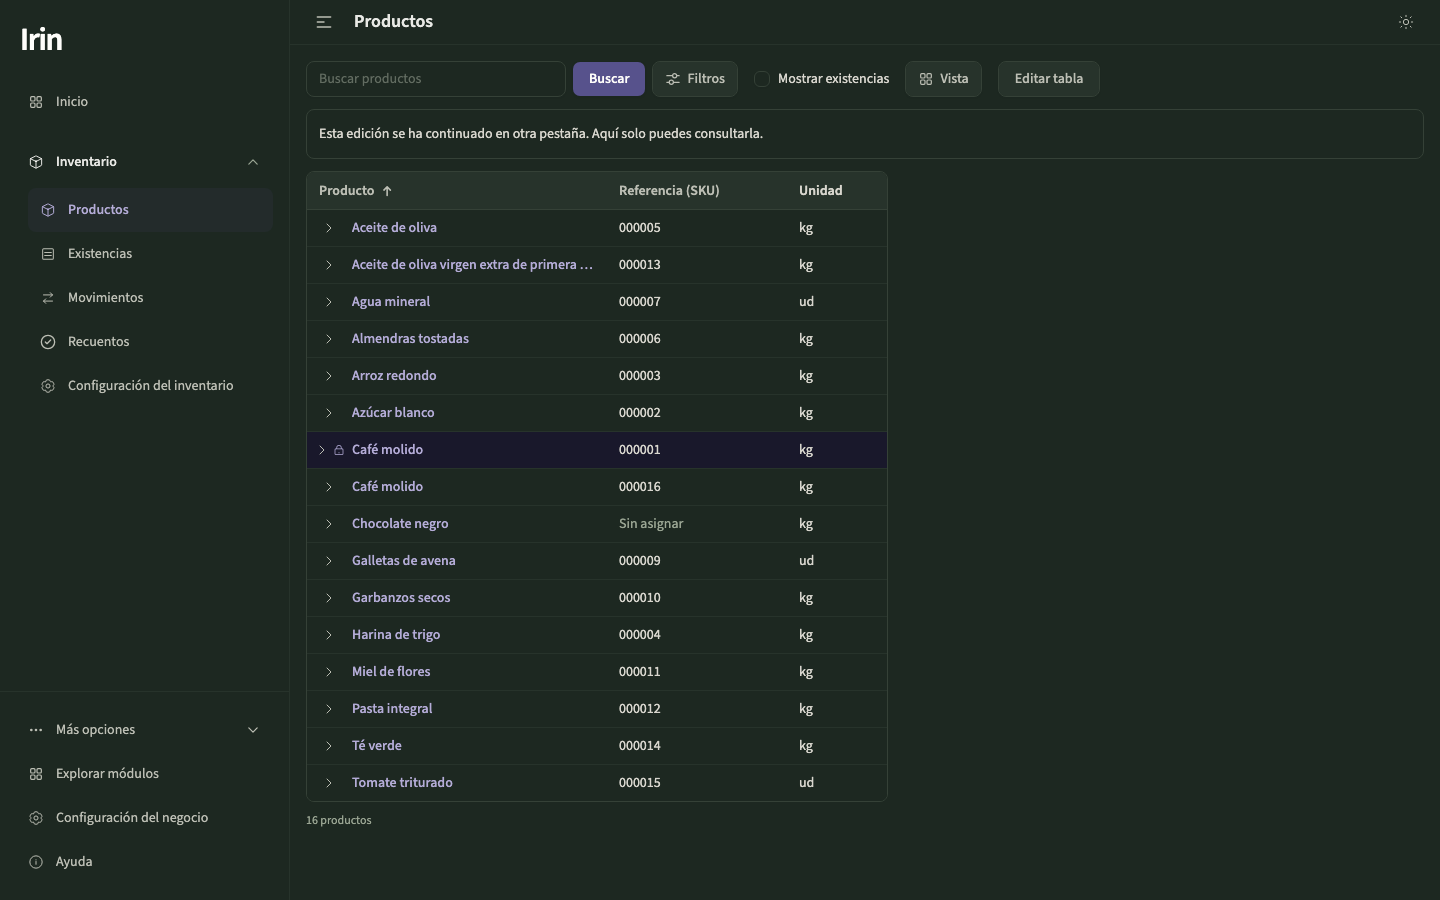 Irin
Productos
Inicio
Inventario
Productos
Existencias
Movimientos
Recuentos
Configuración del inventario
Más opciones
Explorar módulos
Configuración del negocio
Ayuda
Buscar productos
Buscar
Filtros
Mostrar existencias
Vista
Editar tabla
Esta edición se ha continuado en otra pestaña. Aquí solo puedes consultarla.
Producto Referencia (SKU) Unidad
Aceite de oliva 000005 kg
Aceite de oliva virgen extra de primera … 000013 kg
Agua mineral 000007 ud
Almendras tostadas 000006 kg
Arroz redondo 000003 kg
Azúcar blanco 000002 kg
Café molido 000001 kg
Café molido 000016 kg
Chocolate negro Sin asignar kg
Galletas de avena 000009 ud
Garbanzos secos 000010 kg
Harina de trigo 000004 kg
Miel de flores 000011 kg
Pasta integral 000012 kg
Té verde 000014 kg
Tomate triturado 000015 ud
16 productos